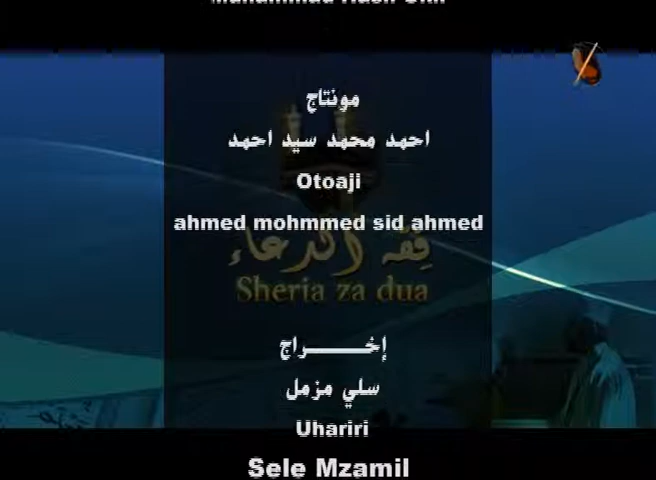 مونتاج
احمد محمد سيد احمد
Otoaji
ahmed mohmmed sid ahmed
فقه الدعاء
Sheria za dua
إخـــــــراج
سلي مزمل
Uhariri
Sele Mzamil